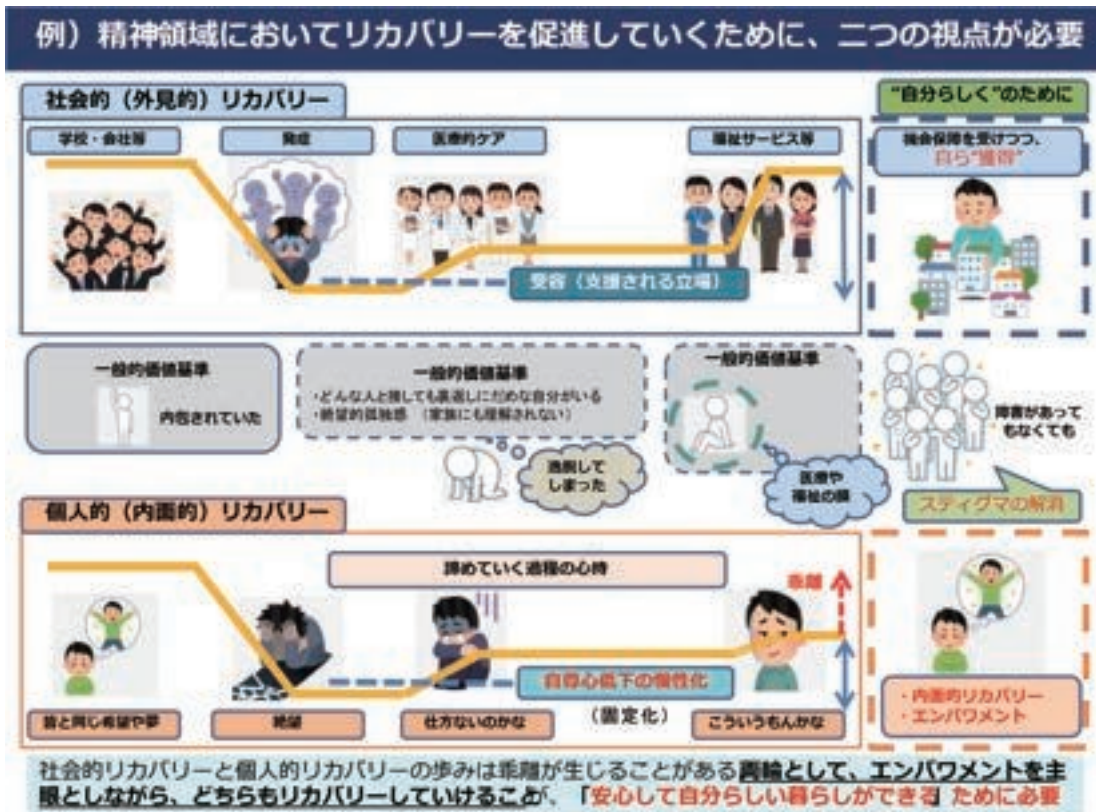 例）精神領域においてリカバリーを促進していくために、二つの視点が必要
社会的（外見的）リカバリー
"自分らしく"のために
学校・会社等
発症
医療的ケア
福祉サービス等
機会保障を受けつつ、
自ら"獲得"
受容（支援される立場）
一般的価値基準
内包されていた
一般的価値基準
・どんな人と接しても裏返しにだめな自分がいる
・絶望的孤独感　（家族にも理解されない）
逸脱して
しまった
一般的価値基準
医療や
福祉の膜
障害があって
もなくても
スティグマの解消
個人的（内面的）リカバリー
諦めていく過程の心持
乖離
自尊心低下の慢性化
（固定化）
皆と同じ希望や夢
絶望
仕方ないのかな
こういうもんかな
・内面的リカバリー
・エンパワメント
社会的リカバリーと個人的リカバリーの歩みは乖離が生じることがある両輪として、エンパワメントを主
眼としながら、どちらもリカバリーしていけることが、「安心して自分らしい暮らしができる」ために必要